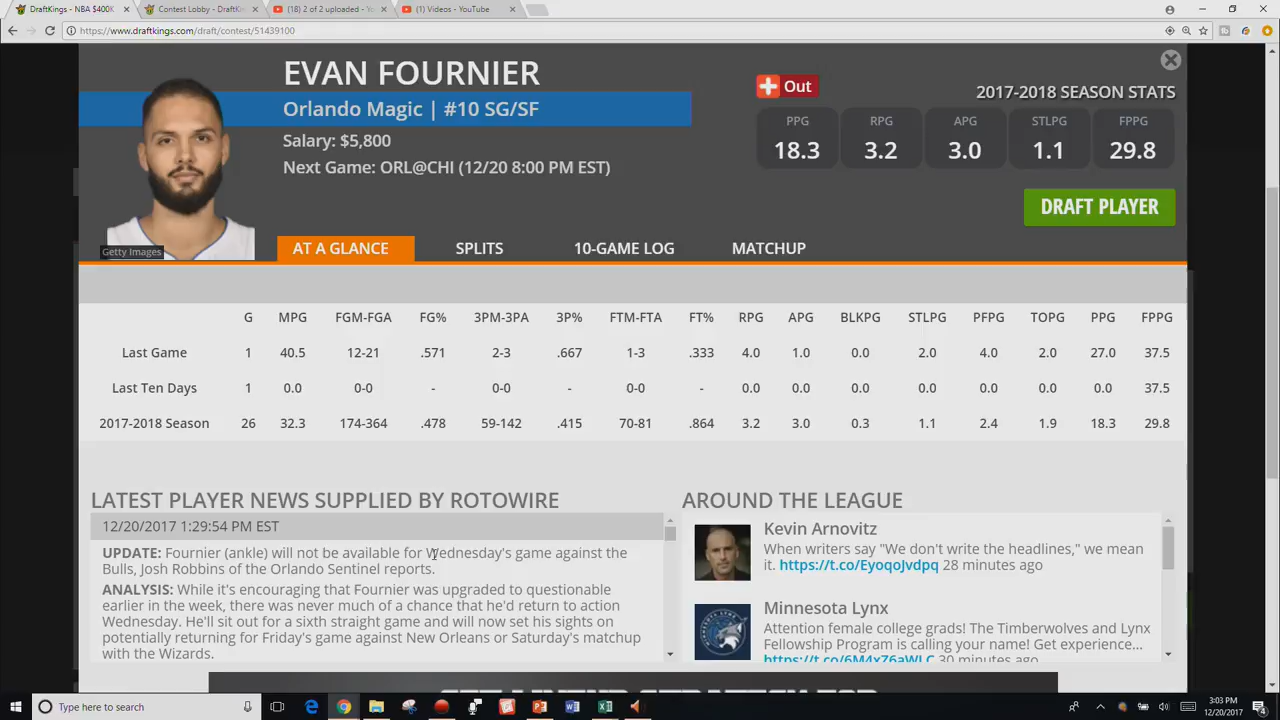 DraftKings - NBA $400K
Contest Lobby - DraftKi
(18) 2 of 2 uploaded - Yo
(1) Videos - YouTube
https://www.draftkings.com/draft/contest/51439100
EVAN FOURNIER
Orlando Magic | #10 SG/SF
Salary: $5,800
Next Game: ORL@CHI (12/20 8:00 PM EST)
Out
2017-2018 SEASON STATS
PPG RPG APG STLPG FPPG
18.3 3.2 3.0 1.1 29.8
DRAFT PLAYER
Getty Images
AT A GLANCE SPLITS 10-GAME LOG MATCHUP
G MPG FGM-FGA FG% 3PM-3PA 3P% FTM-FTA FT% RPG APG BLKPG STLPG PFPG TOPG PPG FPPG
Last Game 1 40.5 12-21 .571 2-3 .667 1-3 .333 4.0 1.0 0.0 2.0 4.0 2.0 27.0 37.5
Last Ten Days 1 0.0 0-0 - 0-0 - 0-0 - 0.0 0.0 0.0 0.0 0.0 0.0 0.0 37.5
2017-2018 Season 26 32.3 174-364 .478 59-142 .415 70-81 .864 3.2 3.0 0.3 1.1 2.4 1.9 18.3 29.8
LATEST PLAYER NEWS SUPPLIED BY ROTOWIRE
12/20/2017 1:29:54 PM EST
UPDATE: Fournier (ankle) will not be available for Wednesday's game against the
Bulls, Josh Robbins of the Orlando Sentinel reports.
ANALYSIS: While it's encouraging that Fournier was upgraded to questionable
earlier in the week, there was never much of a chance that he'd return to action
Wednesday. He'll sit out for a sixth straight game and will now set his sights on
potentially returning for Friday's game against New Orleans or Saturday's matchup
with the Wizards.
AROUND THE LEAGUE
Kevin Arnovitz
When writers say "We don't write the headlines," we mean
it. https://t.co/EyoqoJvdpq 28 minutes ago
Minnesota Lynx
Attention female college grads! The Timberwolves and Lynx
Fellowship Program is calling your name! Get experience...
https://t.co/6M4xZ6aWLC 30 minutes ago
Type here to search
3:03 PM
12/20/2017